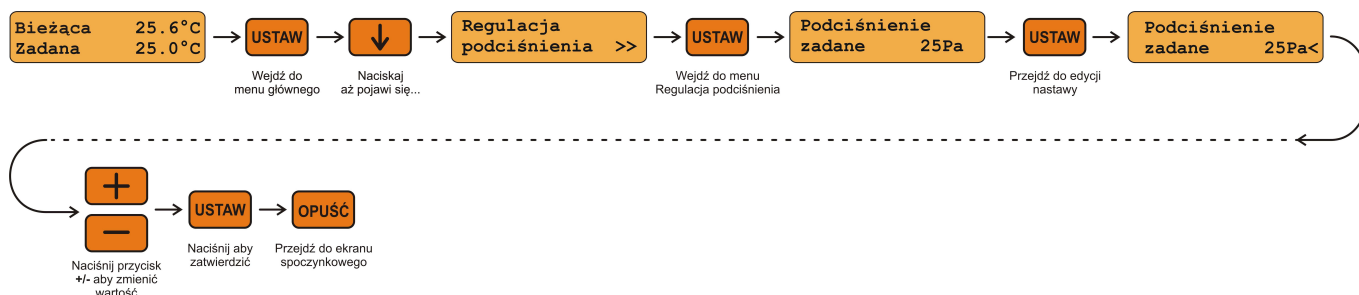 Bieżąca 25.6°C
Zadana 25.0°C
USTAW
Wejdź do
menu głównego
↓
Naciskaj
aż pojawi się...
Regulacja
podciśnienia >>
USTAW
Wejdź do menu
Regulacja podciśnienia
Podciśnienie
zadane 25Pa
USTAW
Przejdź do edycji
nastawy
Podciśnienie
zadane 25Pa<
+
−
Naciśnij przycisk
+/- aby zmienić
wartość
USTAW
Naciśnij aby
zatwierdzić
OPUŚĆ
Przejdź do ekranu
spoczynkowego